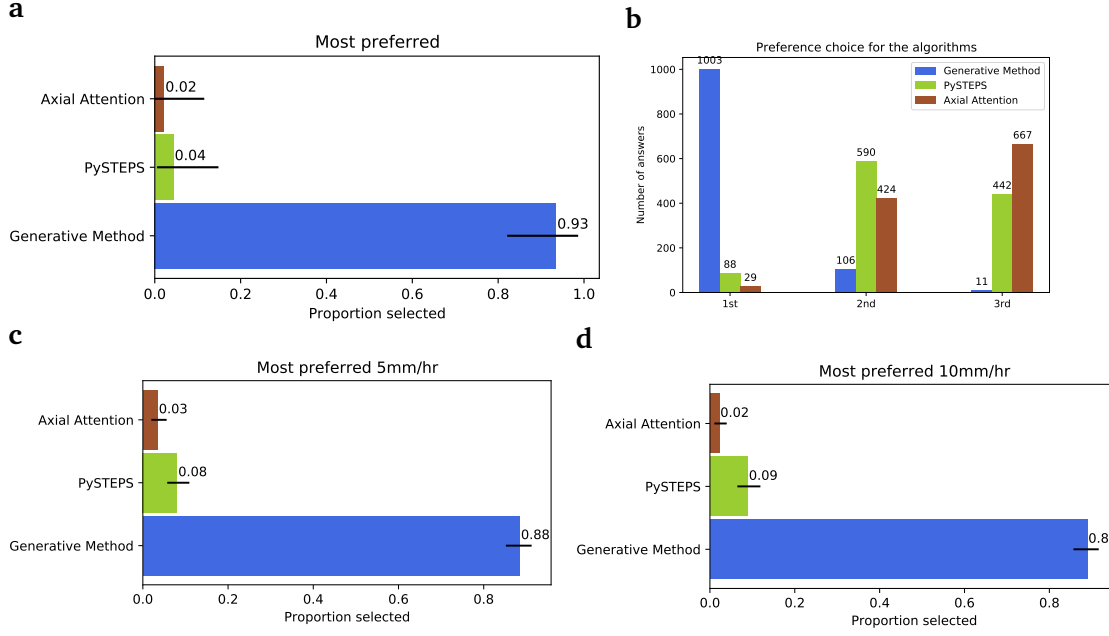 a
Most preferred
Axial Attention
0.02
PySTEPS
0.04
Generative Method
0.93
0.0 0.2 0.4 0.6 0.8 1.0
Proportion selected
b
Preference choice for the algorithms
Generative Method
PySTEPS
Axial Attention
Number of answers
1000
800
600
400
200
0
1003
88
29
106
590
424
11
442
667
1st 2nd 3rd
c
Most preferred 5mm/hr
Axial Attention
0.03
PySTEPS
0.08
Generative Method
0.88
0.0 0.2 0.4 0.6 0.8
Proportion selected
d
Most preferred 10mm/hr
Axial Attention
0.02
PySTEPS
0.09
Generative Method
0.0 0.2 0.4 0.6 0.8
Proportion selected